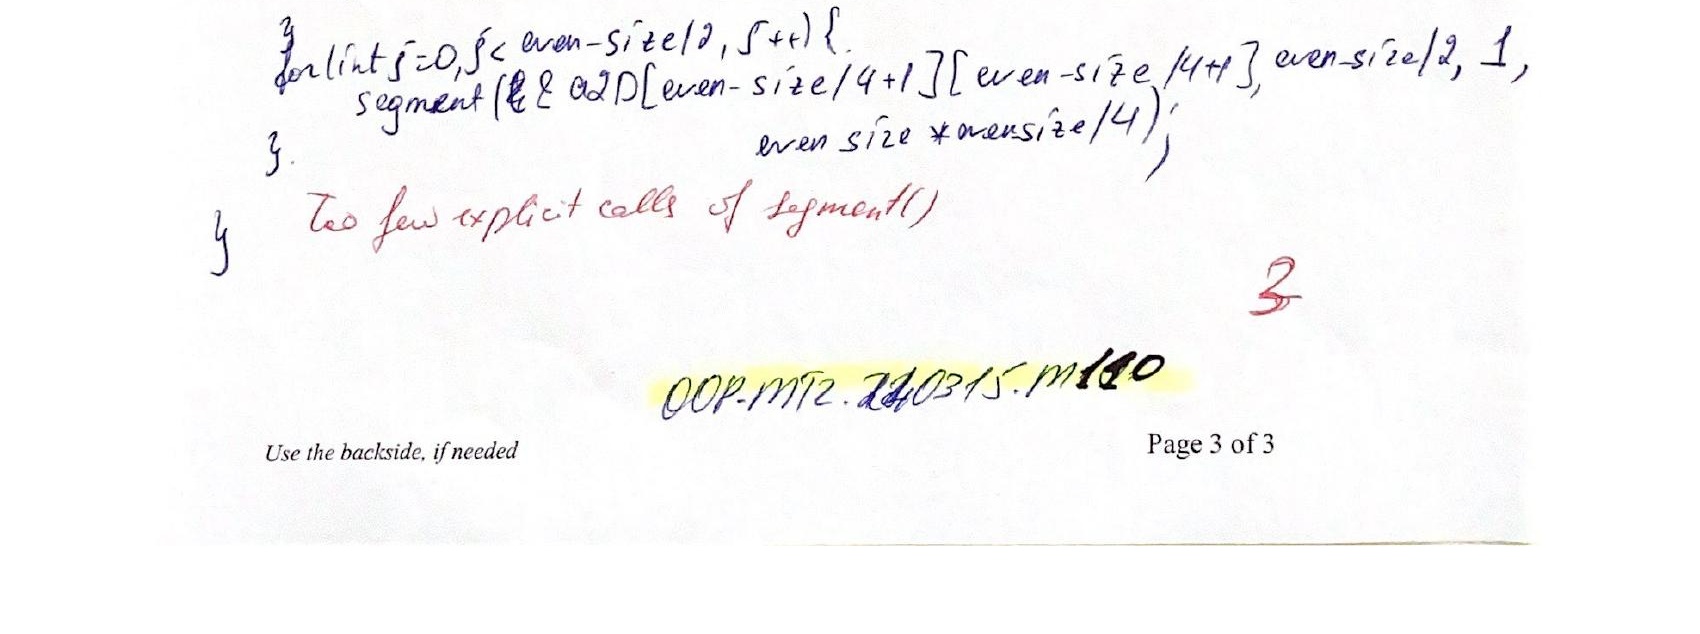 }
for(int j=0, j< even-size/2, j++) {
segment (& a2D[even-size/4+1][even-size/4+1], even-size/2, 1,
even size * evensize/4);
}
Too few explicit calls of segment()
}
3
OOP-MT2.220315.M110
Use the backside, if needed
Page 3 of 3